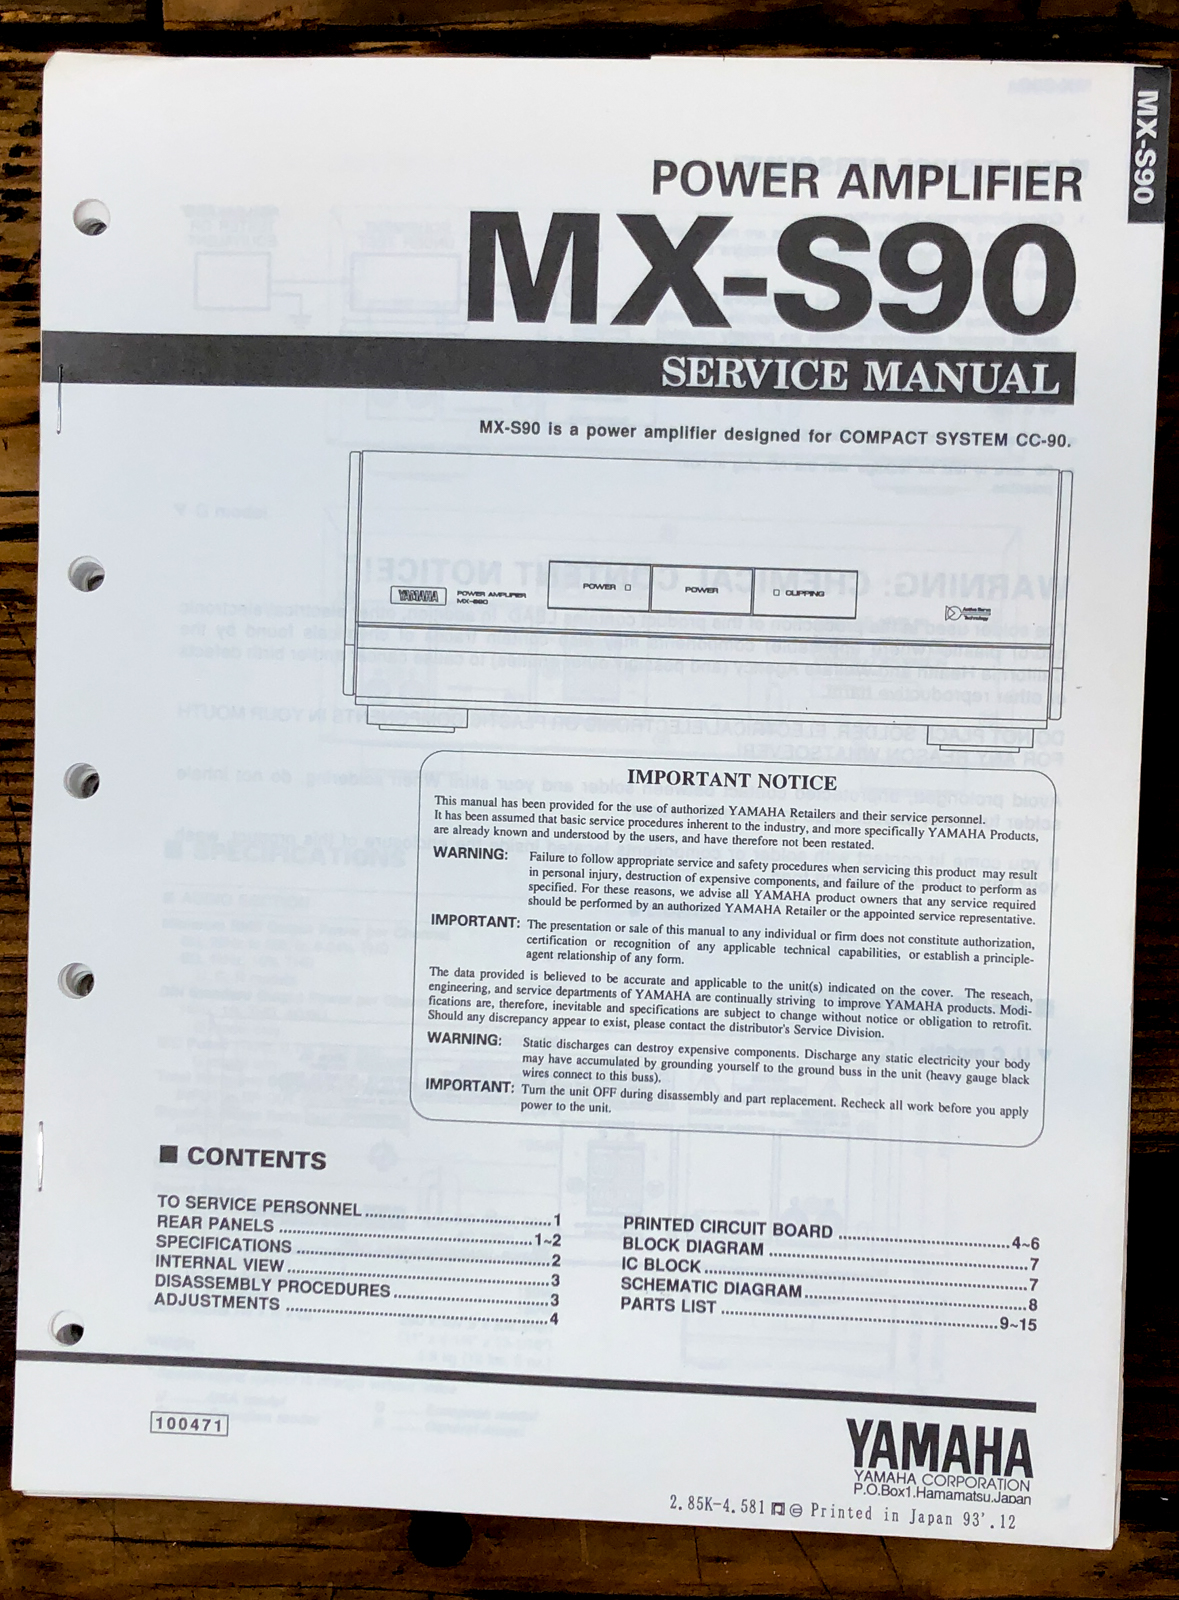 MX-S90
POWER AMPLIFIER
MX-S90
SERVICE MANUAL
MX-S90 is a power amplifier designed for COMPACT SYSTEM CC-90.
YAMAHA
POWER AMPLIFIER
POWER
POWER
CLIPPING
Active Servo
Technology
IMPORTANT NOTICE
This manual has been provided for the use of authorized YAMAHA Retailers and their service personnel.
It has been assumed that basic service procedures inherent to the industry, and more specifically YAMAHA Products,
are already known and understood by the users, and have therefore not been restated.
WARNING: Failure to follow appropriate service and safety procedures when servicing this product may result
in personal injury, destruction of expensive components, and failure of the product to perform as
specified. For these reasons, we advise all YAMAHA product owners that any service required
should be performed by an authorized YAMAHA Retailer or the appointed service representative.
IMPORTANT: The presentation or sale of this manual to any individual or firm does not constitute authorization,
certification or recognition of any applicable technical capabilities, or establish a principle-
agent relationship of any form.
The data provided is believed to be accurate and applicable to the unit(s) indicated on the cover. The reseach,
engineering, and service departments of YAMAHA are continually striving to improve YAMAHA products. Modi-
fications are, therefore, inevitable and specifications are subject to change without notice or obligation to retrofit.
Should any discrepancy appear to exist, please contact the distributor's Service Division.
WARNING: Static discharges can destroy expensive components. Discharge any static electricity your body
may have accumulated by grounding yourself to the ground buss in the unit (heavy gauge black
wires connect to this buss).
IMPORTANT: Turn the unit OFF during disassembly and part replacement. Recheck all work before you apply
power to the unit.
■ CONTENTS
TO SERVICE PERSONNEL ............ 1
REAR PANELS ............ 1~2
SPECIFICATIONS ............ 2
INTERNAL VIEW ............ 3
DISASSEMBLY PROCEDURES ............ 3
ADJUSTMENTS ............ 4
PRINTED CIRCUIT BOARD ............ 4~6
BLOCK DIAGRAM ............ 7
IC BLOCK ............ 7
SCHEMATIC DIAGRAM ............ 8
PARTS LIST ............ 9~15
100471
YAMAHA
YAMAHA CORPORATION
P.O.Box1.Hamamatsu.Japan
2.85K-4.581 © Printed in Japan 93'.12